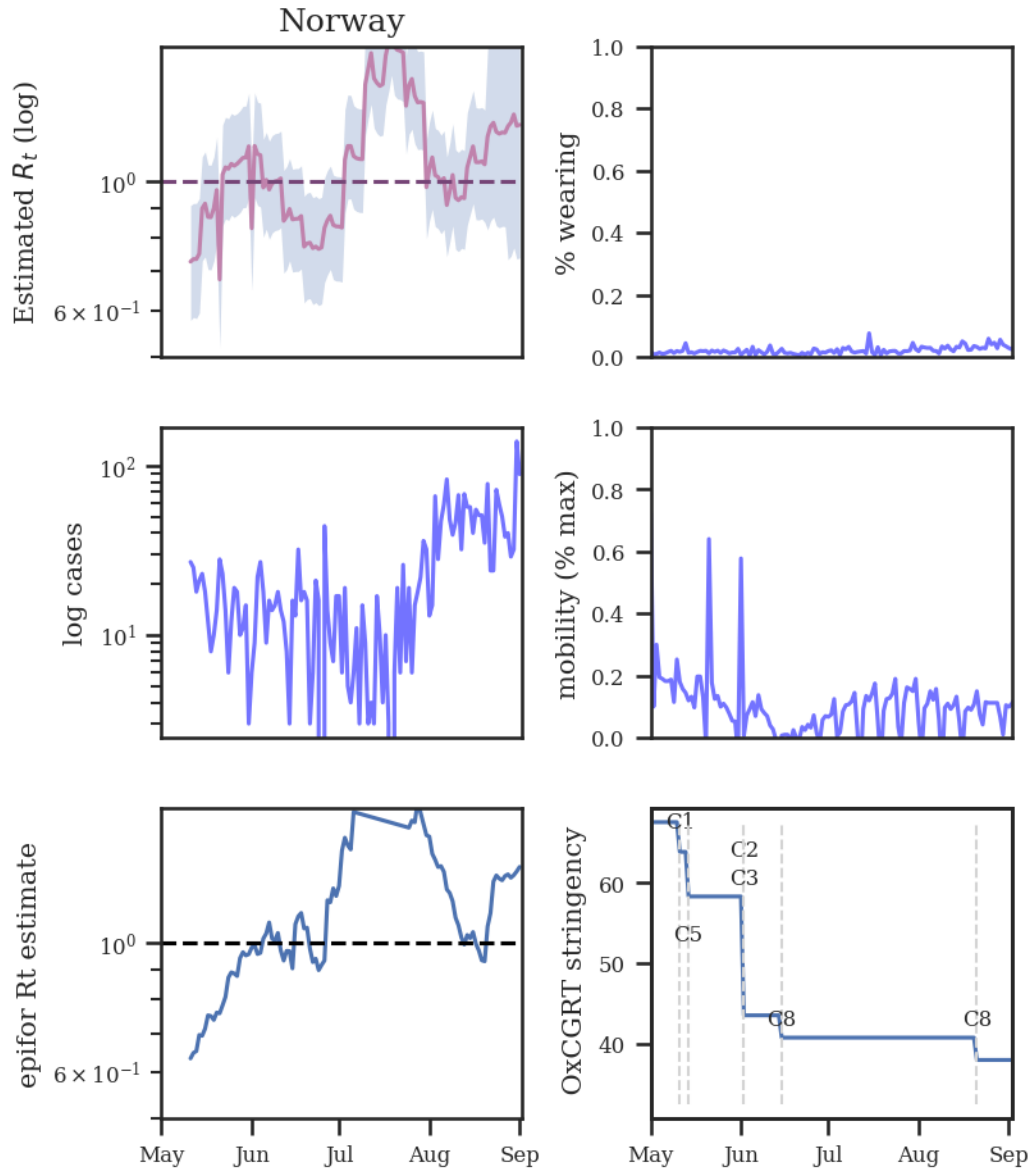 Norway
Estimated R_t (log)
10^0
6 × 10^-1
% wearing
1.0
0.8
0.6
0.4
0.2
0.0
log cases
10^2
10^1
mobility (% max)
1.0
0.8
0.6
0.4
0.2
0.0
epifor Rt estimate
10^0
6 × 10^-1
May Jun Jul Aug Sep
OxCGRT stringency
60
50
40
C1
C2
C3
C5
C8
C8
May Jun Jul Aug Sep